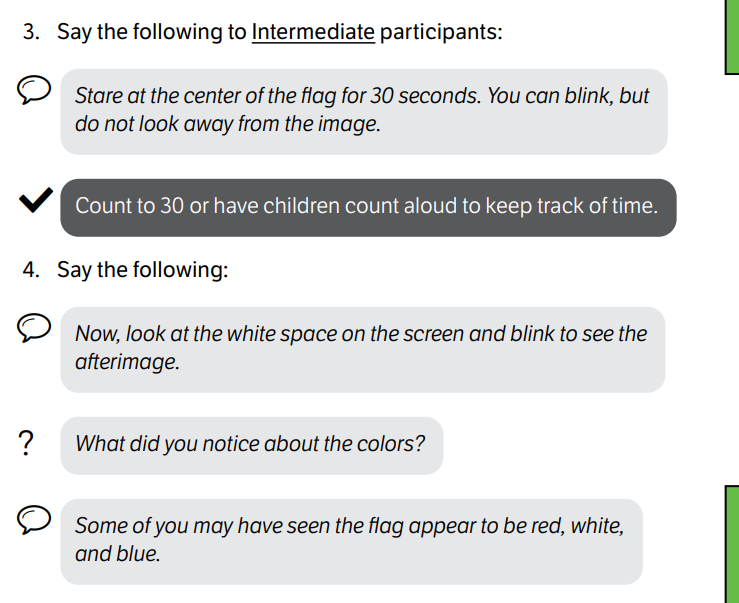 3. Say the following to Intermediate participants:
Stare at the center of the flag for 30 seconds. You can blink, but
do not look away from the image.
Count to 30 or have children count aloud to keep track of time.
4. Say the following:
Now, look at the white space on the screen and blink to see the
afterimage.
? What did you notice about the colors?
Some of you may have seen the flag appear to be red, white,
and blue.